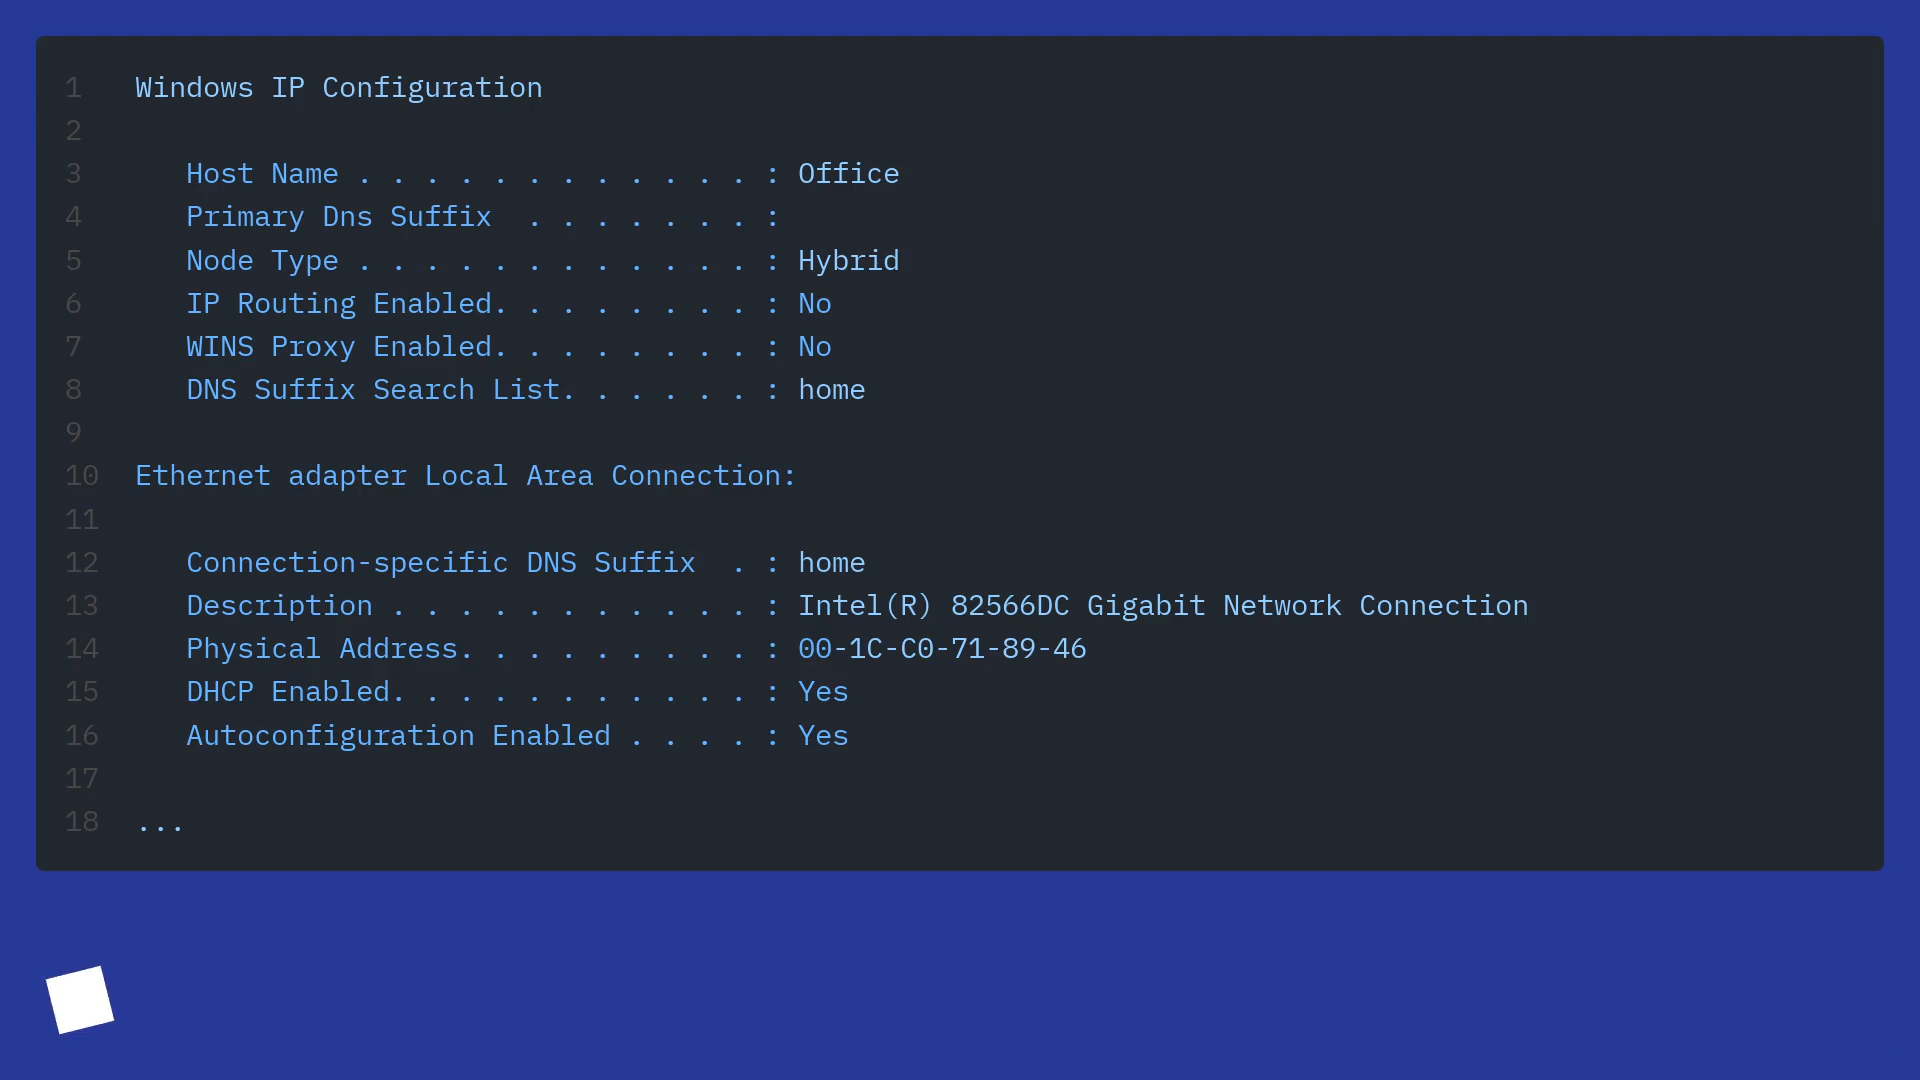 1 Windows IP Configuration
2
3    Host Name . . . . . . . . . . . . : Office
4    Primary Dns Suffix  . . . . . . . :
5    Node Type . . . . . . . . . . . . : Hybrid
6    IP Routing Enabled. . . . . . . . : No
7    WINS Proxy Enabled. . . . . . . . : No
8    DNS Suffix Search List. . . . . . : home
9
10 Ethernet adapter Local Area Connection:
11
12    Connection-specific DNS Suffix  . : home
13    Description . . . . . . . . . . . : Intel(R) 82566DC Gigabit Network Connection
14    Physical Address. . . . . . . . . : 00-1C-C0-71-89-46
15    DHCP Enabled. . . . . . . . . . . : Yes
16    Autoconfiguration Enabled . . . . : Yes
17
18 ...